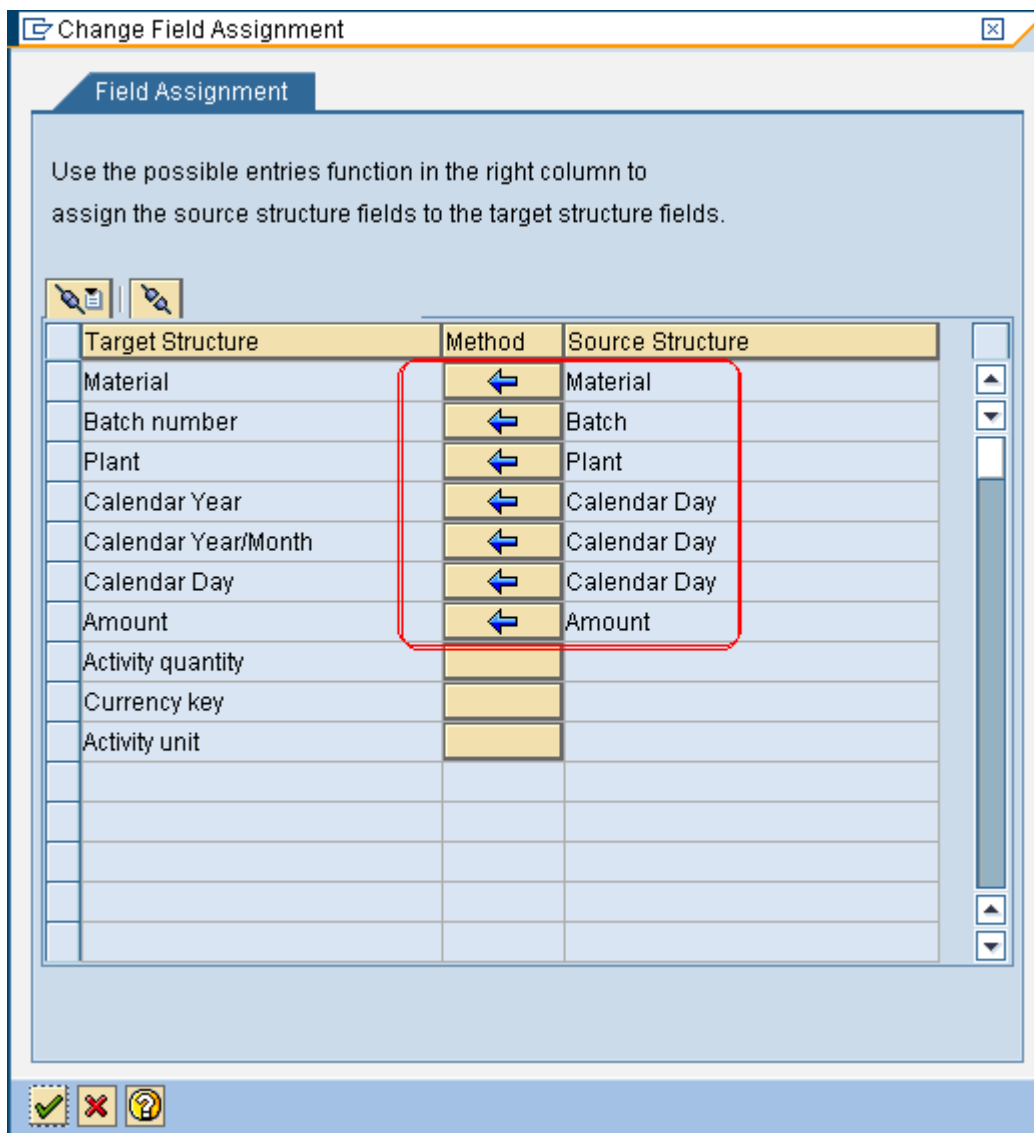 Change Field Assignment
Field Assignment
Use the possible entries function in the right column to
assign the source structure fields to the target structure fields.
Target Structure Method Source Structure
Material Material
Batch number Batch
Plant Plant
Calendar Year Calendar Day
Calendar Year/Month Calendar Day
Calendar Day Calendar Day
Amount Amount
Activity quantity
Currency key
Activity unit